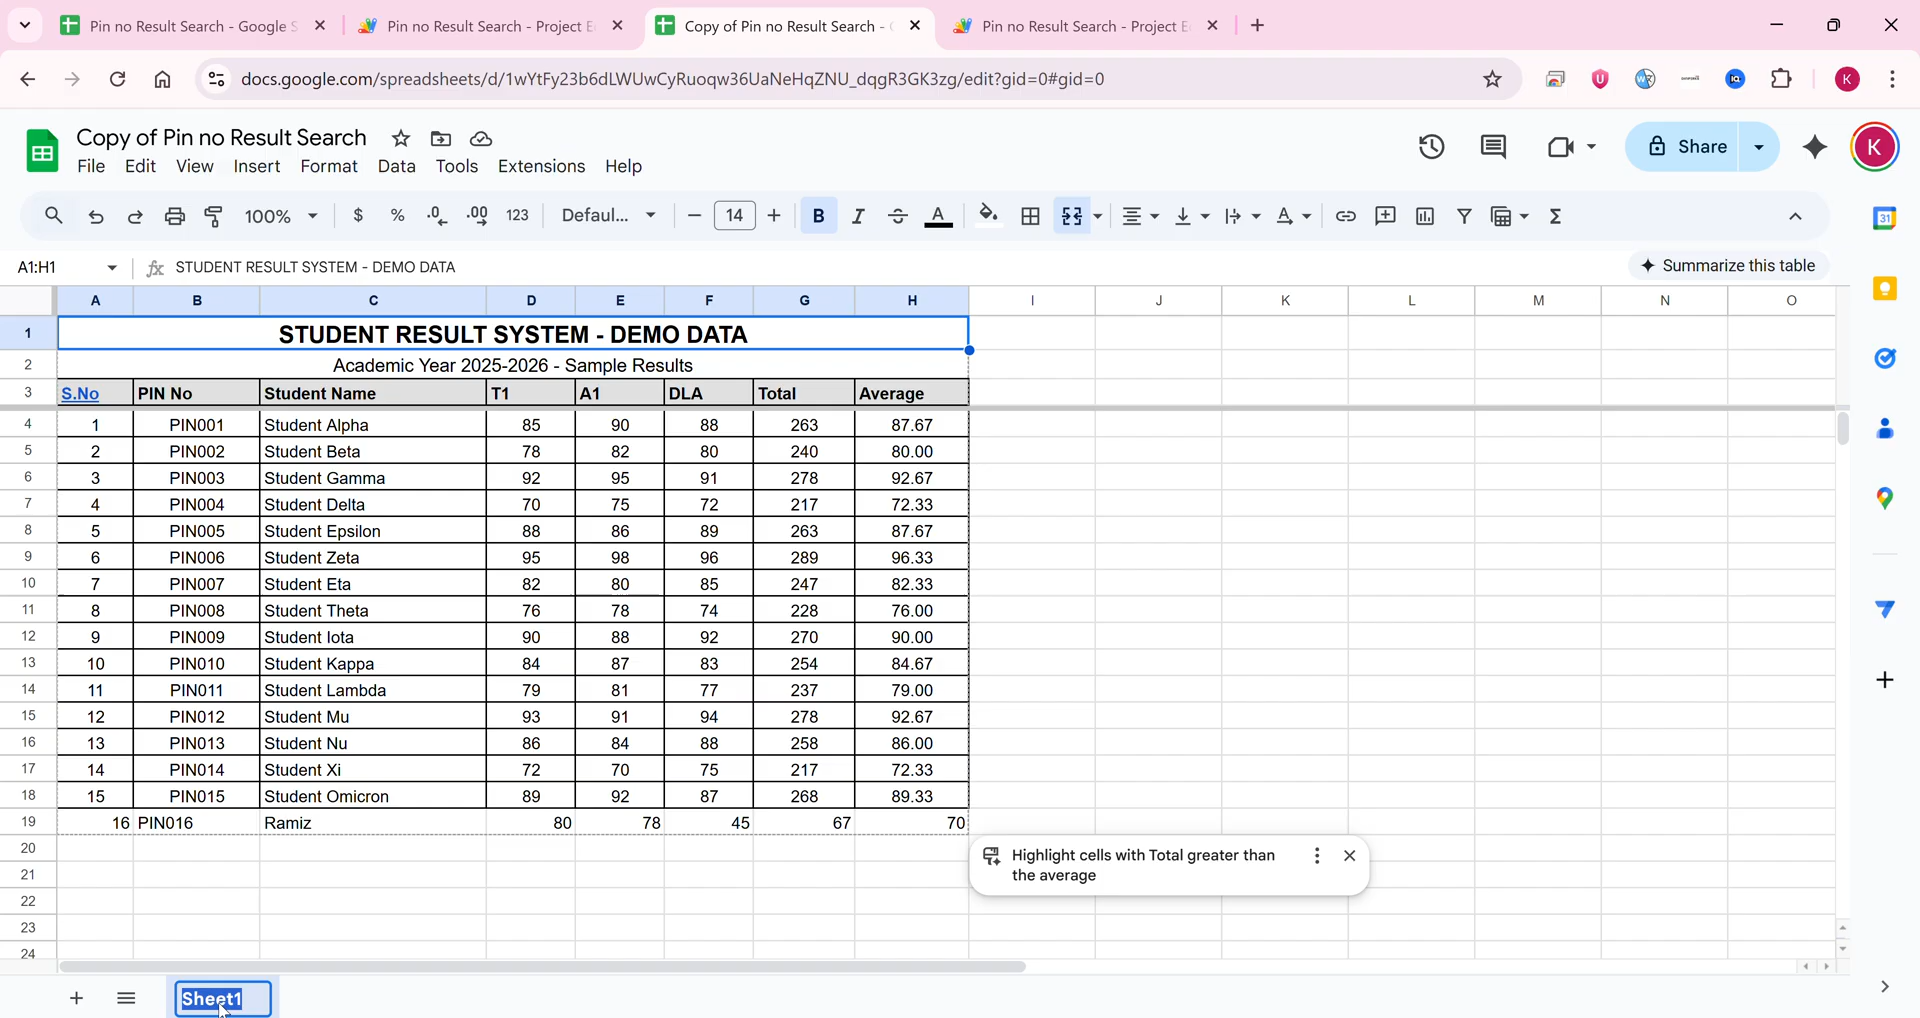 Pin no Result Search - Google S
Pin no Result Search - Project E
Copy of Pin no Result Search -
Pin no Result Search - Project E
docs.google.com/spreadsheets/d/1wYtFy23b6dLWUwCyRuoqw36UaNeHqZNU_dqgR3GK3zg/edit?gid=0#gid=0
K
Copy of Pin no Result Search
File Edit View Insert Format Data Tools Extensions Help
Share
K
100% $ % .0 .00 123 Defaul... 14 B I A Σ
31
A1:H1 fx STUDENT RESULT SYSTEM - DEMO DATA
Summarize this table
A B C D E F G H I J K L M N O
1 STUDENT RESULT SYSTEM - DEMO DATA
2 Academic Year 2025-2026 - Sample Results
3 S.No PIN No Student Name T1 A1 DLA Total Average
4 1 PIN001 Student Alpha 85 90 88 263 87.67
5 2 PIN002 Student Beta 78 82 80 240 80.00
6 3 PIN003 Student Gamma 92 95 91 278 92.67
7 4 PIN004 Student Delta 70 75 72 217 72.33
8 5 PIN005 Student Epsilon 88 86 89 263 87.67
9 6 PIN006 Student Zeta 95 98 96 289 96.33
10 7 PIN007 Student Eta 82 80 85 247 82.33
11 8 PIN008 Student Theta 76 78 74 228 76.00
12 9 PIN009 Student Iota 90 88 92 270 90.00
13 10 PIN010 Student Kappa 84 87 83 254 84.67
14 11 PIN011 Student Lambda 79 81 77 237 79.00
15 12 PIN012 Student Mu 93 91 94 278 92.67
16 13 PIN013 Student Nu 86 84 88 258 86.00
17 14 PIN014 Student Xi 72 70 75 217 72.33
18 15 PIN015 Student Omicron 89 92 87 268 89.33
19 16 PIN016 Ramiz 80 78 45 67 70
20
21
22
23
24
Highlight cells with Total greater than
the average
Sheet1